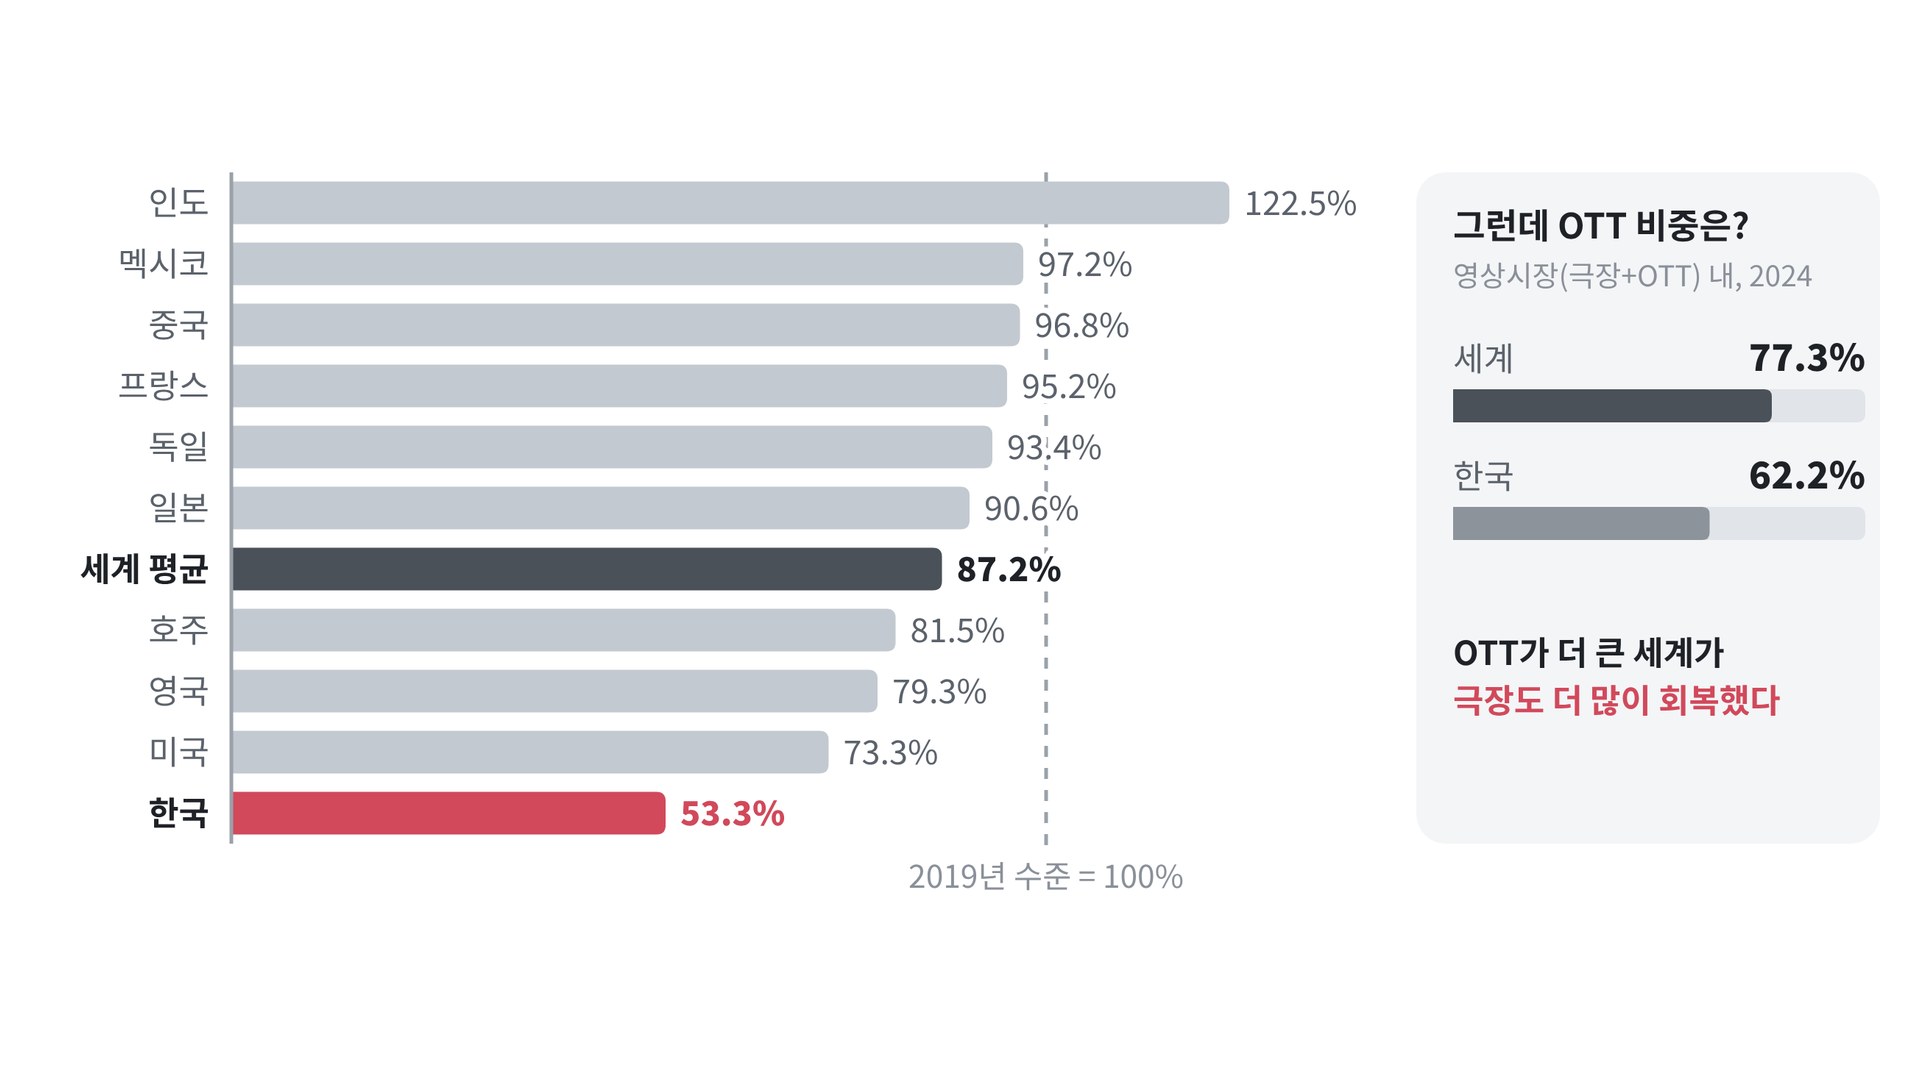 인도 122.5%
멕시코 97.2%
중국 96.8%
프랑스 95.2%
독일 93.4%
일본 90.6%
세계 평균 87.2%
호주 81.5%
영국 79.3%
미국 73.3%
한국 53.3%
2019년 수준 = 100%
그런데 OTT 비중은?
영상시장(극장+OTT) 내, 2024
세계 77.3%
한국 62.2%
OTT가 더 큰 세계가
극장도 더 많이 회복했다